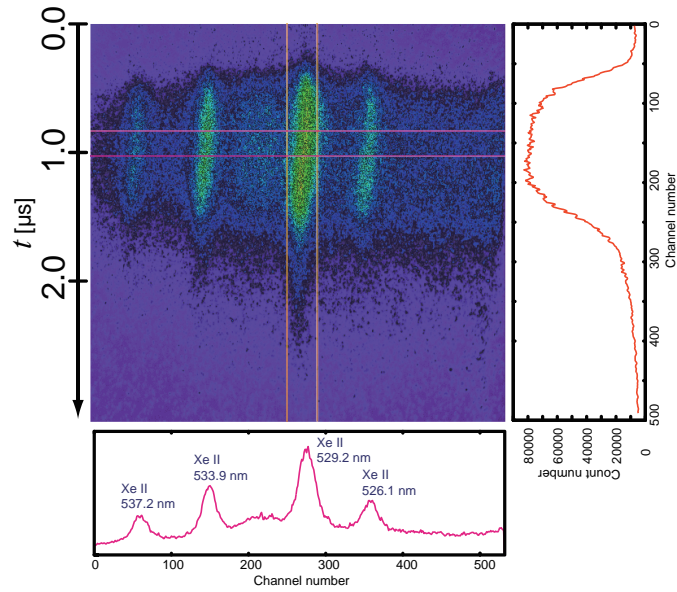 0.0
1.0
2.0
t [μs]
0
100
200
300
400
500
Channel number
80000
60000
40000
20000
0
Count number
Xe II
537.2 nm
Xe II
533.9 nm
Xe II
529.2 nm
Xe II
526.1 nm
0
100
200
300
400
500
Channel number